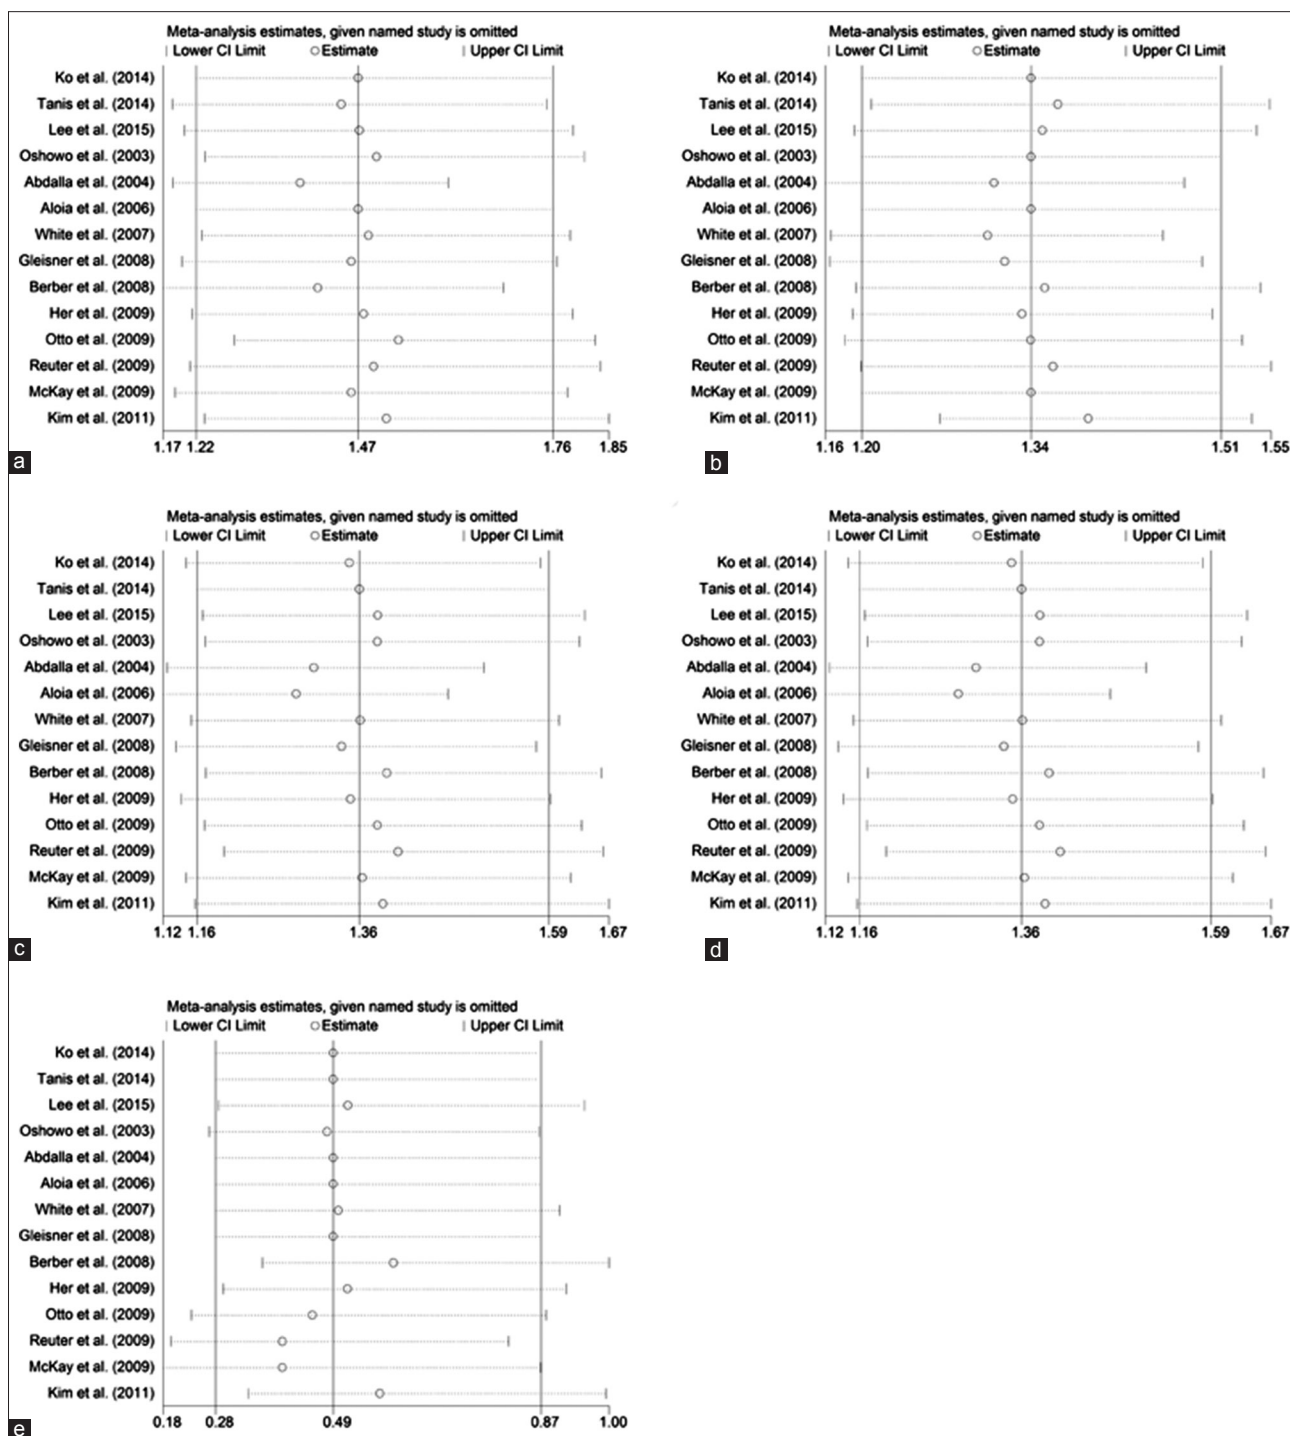 Meta-analysis estimates, given named study is omitted
Lower CI Limit Estimate Upper CI Limit
Ko et al. (2014)
Tanis et al. (2014)
Lee et al. (2015)
Oshowo et al. (2003)
Abdalla et al. (2004)
Aloia et al. (2006)
White et al. (2007)
Gleisner et al. (2008)
Berber et al. (2008)
Her et al. (2009)
Otto et al. (2009)
Reuter et al. (2009)
McKay et al. (2009)
Kim et al. (2011)
1.17 1.22 1.47 1.76 1.85
a
Meta-analysis estimates, given named study is omitted
Lower CI Limit Estimate Upper CI Limit
Ko et al. (2014)
Tanis et al. (2014)
Lee et al. (2015)
Oshowo et al. (2003)
Abdalla et al. (2004)
Aloia et al. (2006)
White et al. (2007)
Gleisner et al. (2008)
Berber et al. (2008)
Her et al. (2009)
Otto et al. (2009)
Reuter et al. (2009)
McKay et al. (2009)
Kim et al. (2011)
1.16 1.20 1.34 1.51 1.55
b
Meta-analysis estimates, given named study is omitted
Lower CI Limit Estimate Upper CI Limit
Ko et al. (2014)
Tanis et al. (2014)
Lee et al. (2015)
Oshowo et al. (2003)
Abdalla et al. (2004)
Aloia et al. (2006)
White et al. (2007)
Gleisner et al. (2008)
Berber et al. (2008)
Her et al. (2009)
Otto et al. (2009)
Reuter et al. (2009)
McKay et al. (2009)
Kim et al. (2011)
1.12 1.16 1.36 1.59 1.67
c
Meta-analysis estimates, given named study is omitted
Lower CI Limit Estimate Upper CI Limit
Ko et al. (2014)
Tanis et al. (2014)
Lee et al. (2015)
Oshowo et al. (2003)
Abdalla et al. (2004)
Aloia et al. (2006)
White et al. (2007)
Gleisner et al. (2008)
Berber et al. (2008)
Her et al. (2009)
Otto et al. (2009)
Reuter et al. (2009)
McKay et al. (2009)
Kim et al. (2011)
1.12 1.16 1.36 1.59 1.67
d
Meta-analysis estimates, given named study is omitted
Lower CI Limit Estimate Upper CI Limit
Ko et al. (2014)
Tanis et al. (2014)
Lee et al. (2015)
Oshowo et al. (2003)
Abdalla et al. (2004)
Aloia et al. (2006)
White et al. (2007)
Gleisner et al. (2008)
Berber et al. (2008)
Her et al. (2009)
Otto et al. (2009)
Reuter et al. (2009)
McKay et al. (2009)
Kim et al. (2011)
0.18 0.28 0.49 0.87 1.00
e